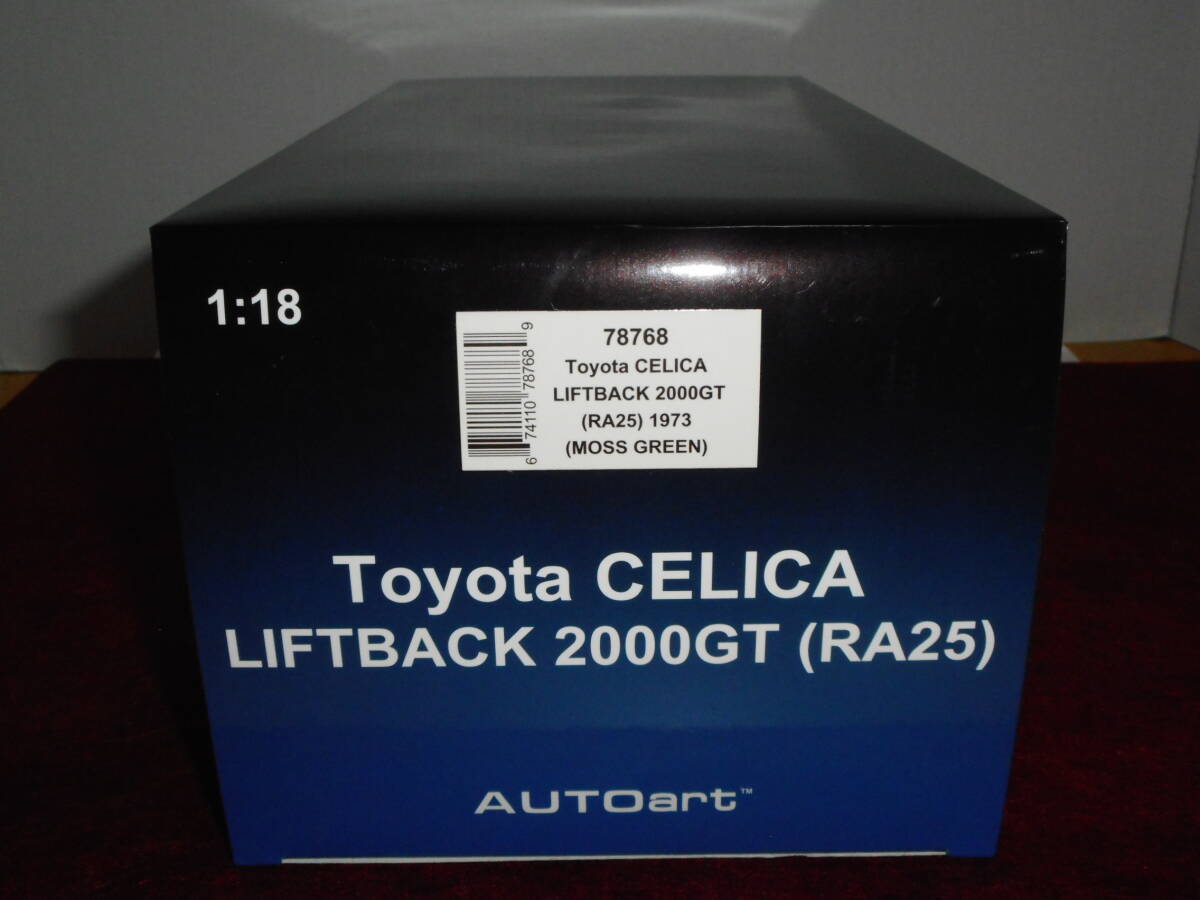 1:18
78768
Toyota CELICA
LIFTBACK 2000GT
(RA25) 1973
(MOSS GREEN)
6 74110 78768 9
Toyota CELICA
LIFTBACK 2000GT (RA25)
AUTOart™